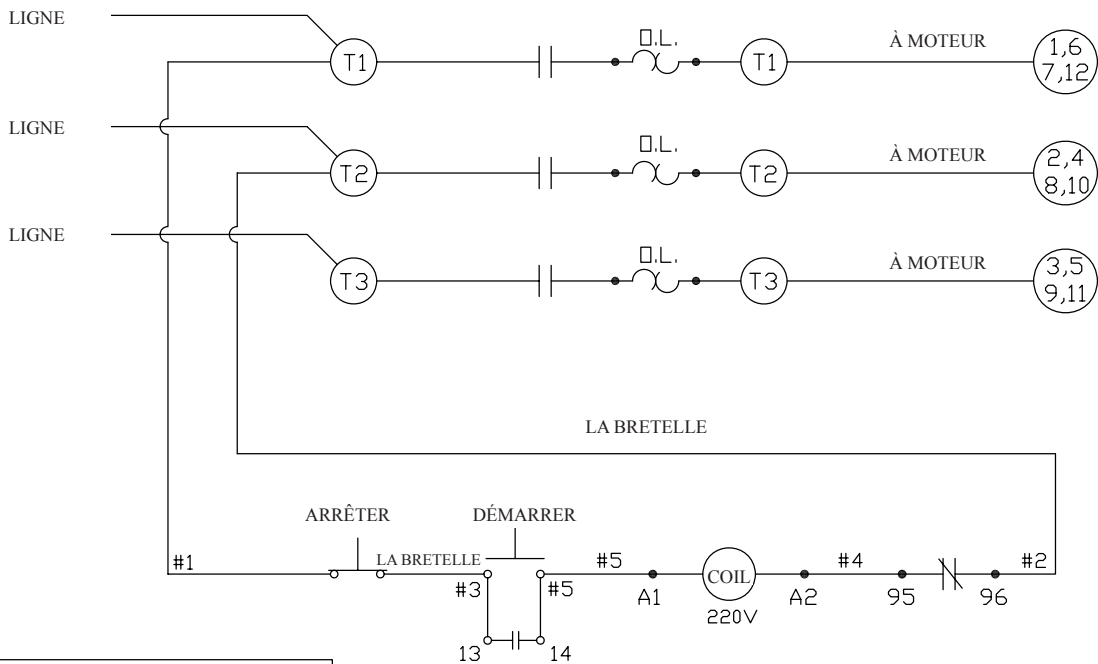 LIGNE
T1
O.L.
T1
À MOTEUR
1,6
7,12
LIGNE
T2
O.L.
T2
À MOTEUR
2,4
8,10
LIGNE
T3
O.L.
T3
À MOTEUR
3,5
9,11
LA BRETELLE
ARRÊTER
DÉMARRER
#1
LA BRETELLE
#3
#5
#5
A1
COIL
220V
A2
#4
95
96
#2
13
14